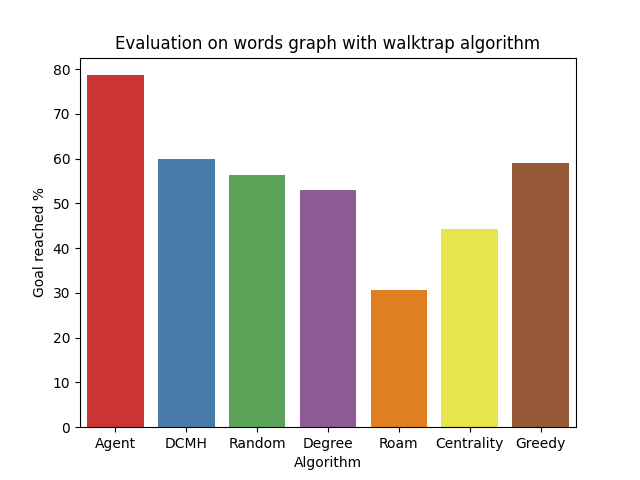 Evaluation on words graph with walktrap algorithm
Goal reached %
80
70
60
50
40
30
20
10
0
Agent DCMH Random Degree Roam Centrality Greedy
Algorithm